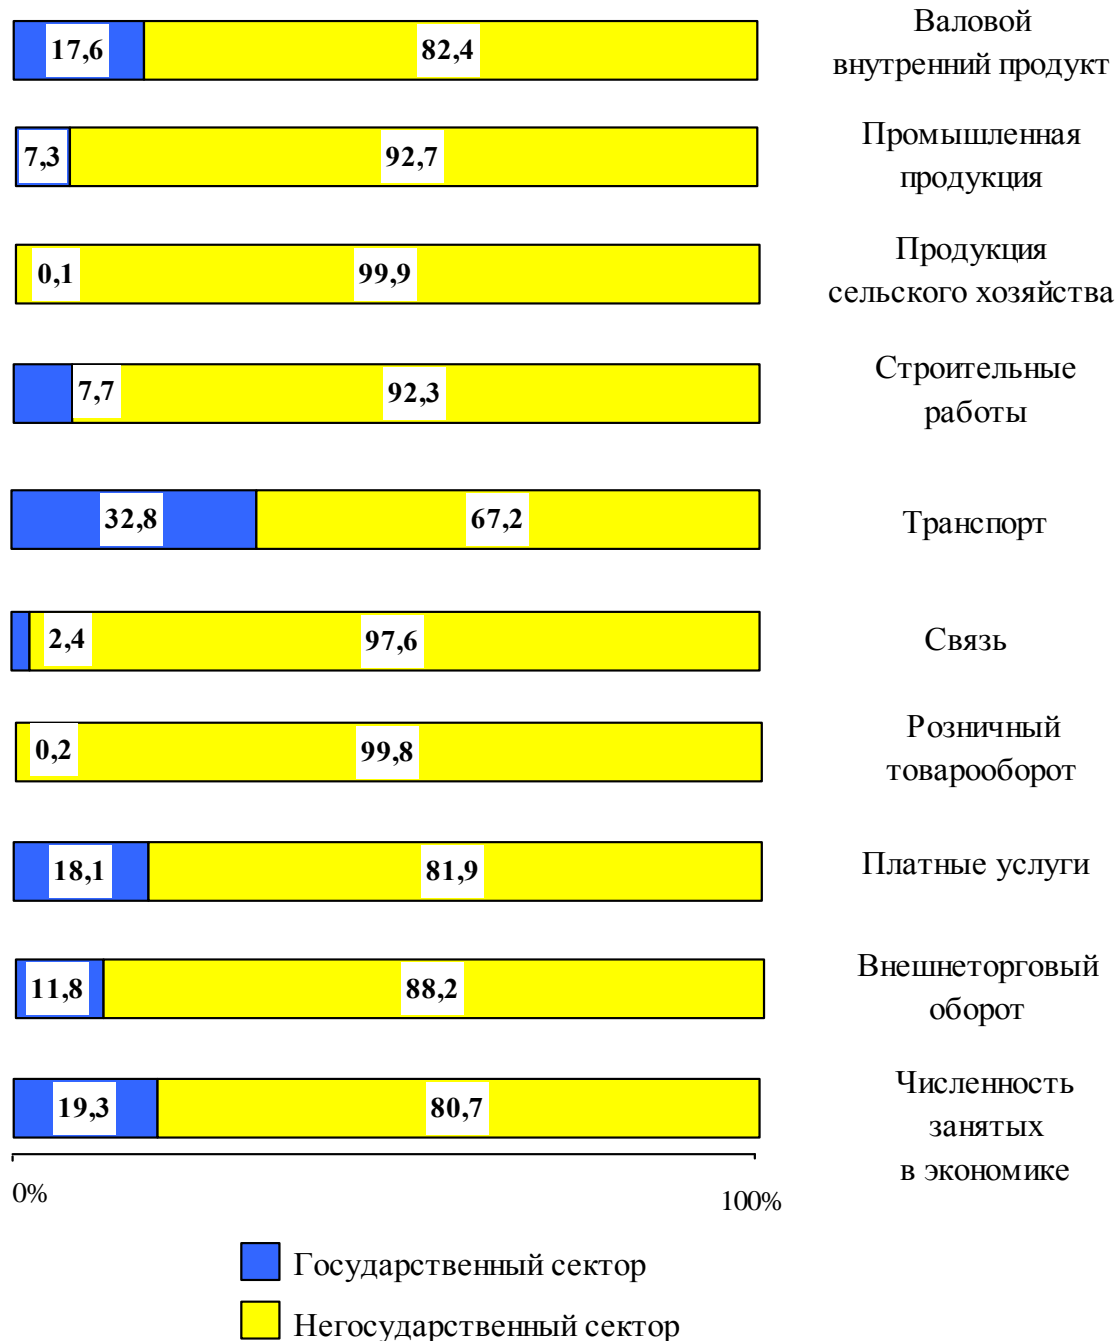 17,6 82,4 Валовой
внутренний продукт
7,3 92,7 Промышленная
продукция
0,1 99,9 Продукция
сельского хозяйства
7,7 92,3 Строительные
работы
32,8 67,2 Транспорт
2,4 97,6 Связь
0,2 99,8 Розничный
товарооборот
18,1 81,9 Платные услуги
11,8 88,2 Внешнеторговый
оборот
19,3 80,7 Численность
занятых
в экономике
0% 100%
Государственный сектор
Негосударственный сектор